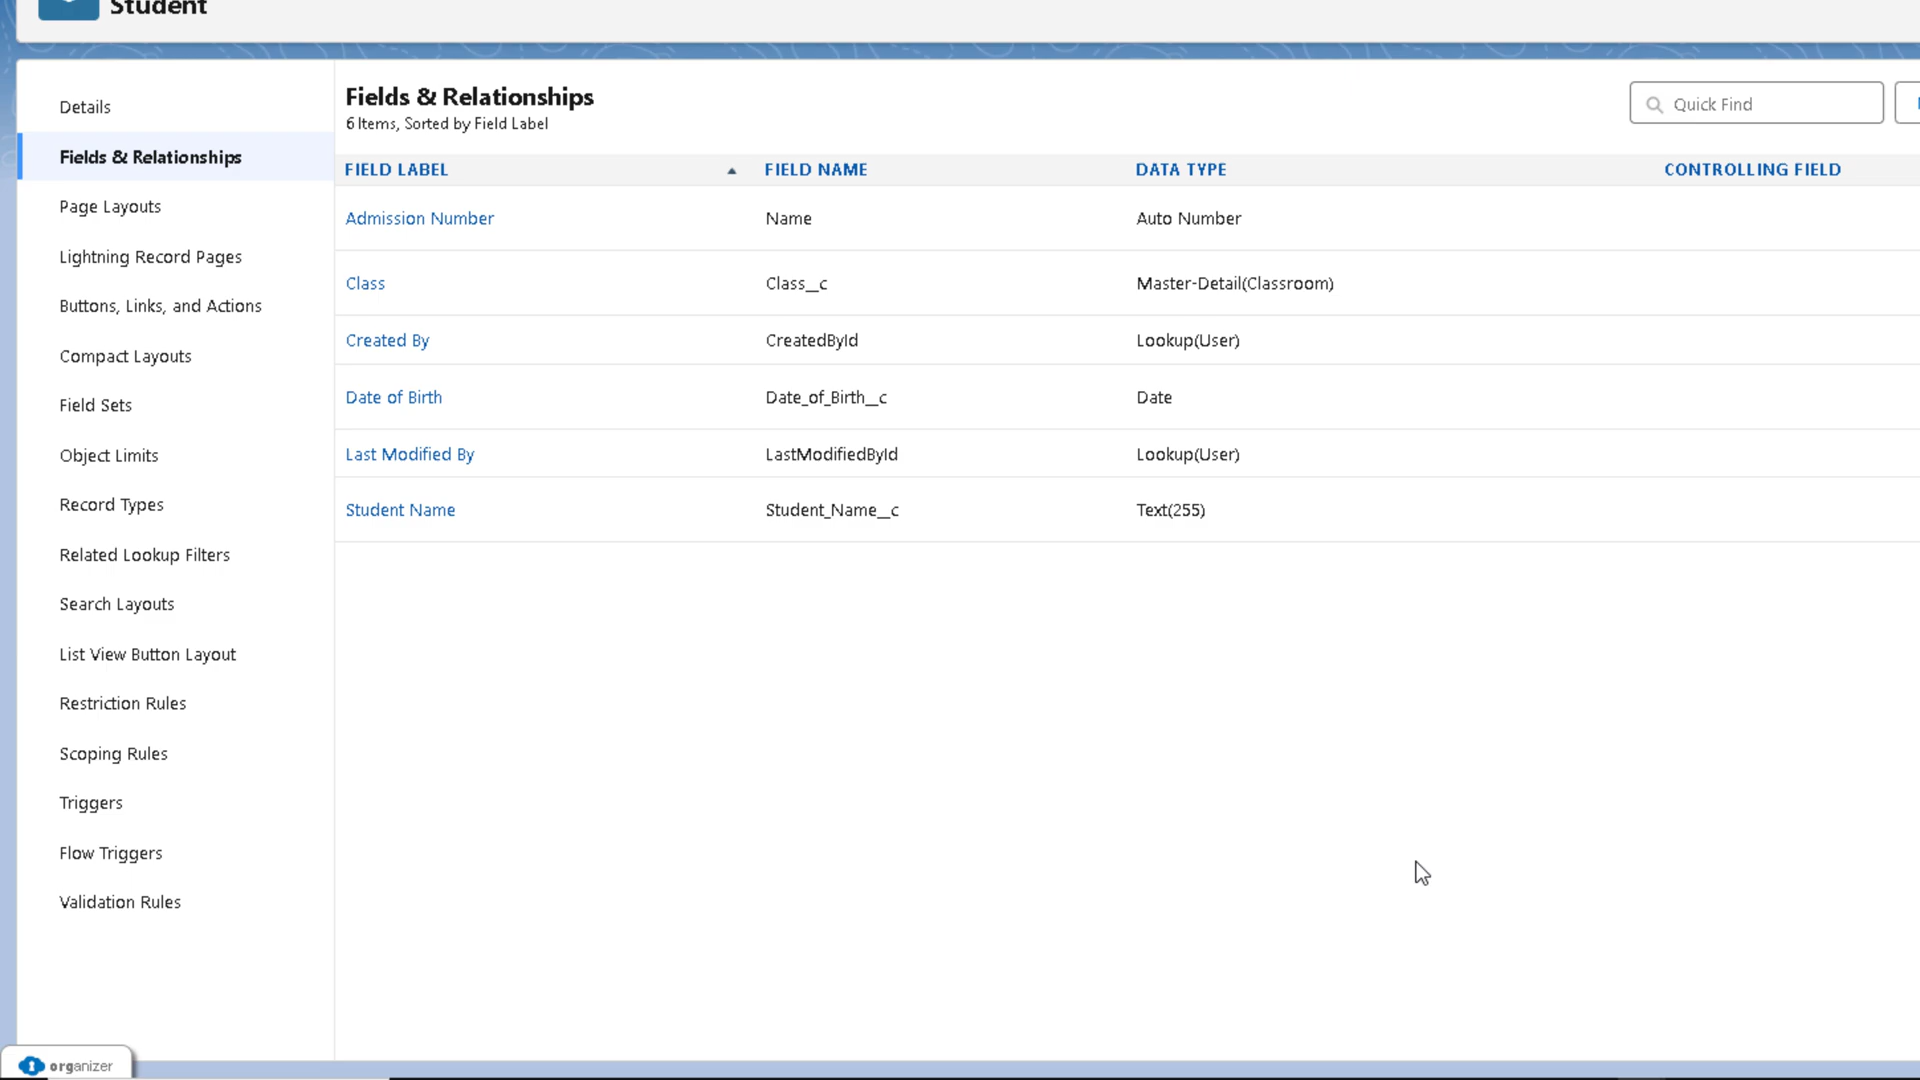 Student
Details
Fields & Relationships
Page Layouts
Lightning Record Pages
Buttons, Links, and Actions
Compact Layouts
Field Sets
Object Limits
Record Types
Related Lookup Filters
Search Layouts
List View Button Layout
Restriction Rules
Scoping Rules
Triggers
Flow Triggers
Validation Rules
Fields & Relationships
6 Items, Sorted by Field Label
Quick Find
FIELD LABEL FIELD NAME DATA TYPE CONTROLLING FIELD
Admission Number Name Auto Number
Class Class__c Master-Detail(Classroom)
Created By CreatedById Lookup(User)
Date of Birth Date_of_Birth__c Date
Last Modified By LastModifiedById Lookup(User)
Student Name Student_Name__c Text(255)
organizer